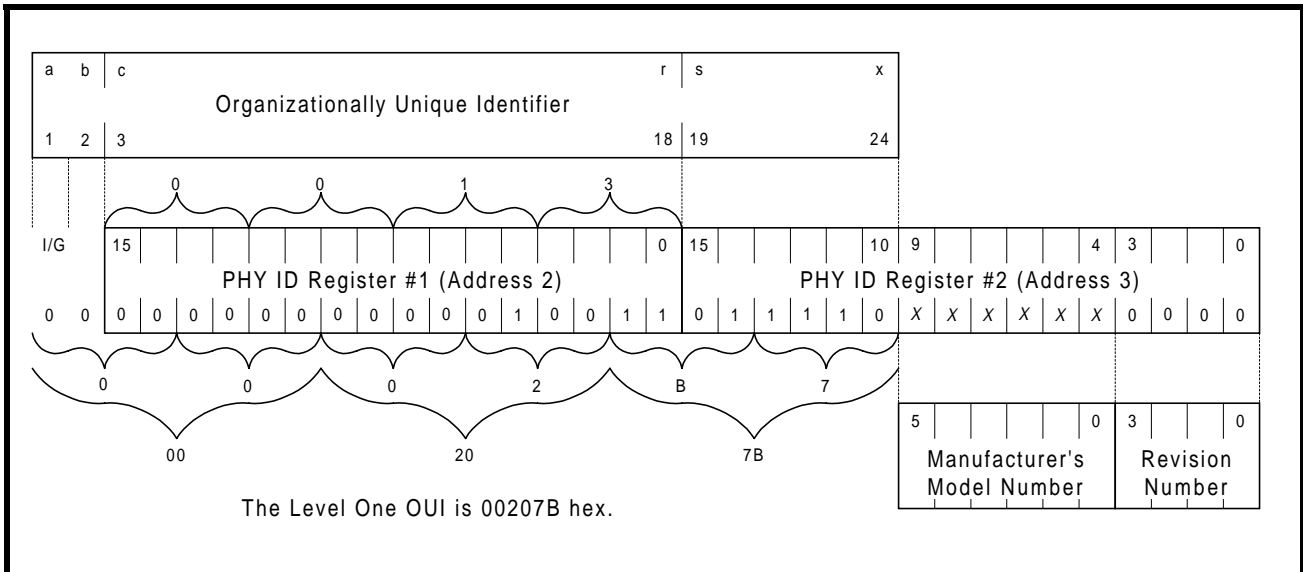 a b c r s x
Organizationally Unique Identifier
1 2 3 18 19 24
0 0 1 3
I/G 15 0 15 10 9 4 3 0
PHY ID Register #1 (Address 2) PHY ID Register #2 (Address 3)
0 0 0 0 0 0 0 0 0 0 0 0 0 1 0 0 1 1 0 1 1 1 1 0 X X X X X X 0 0 0 0
0 0 0 2 B 7
5 0 3 0
00 20 7B
Manufacturer's Revision
Model Number Number
The Level One OUI is 00207B hex.